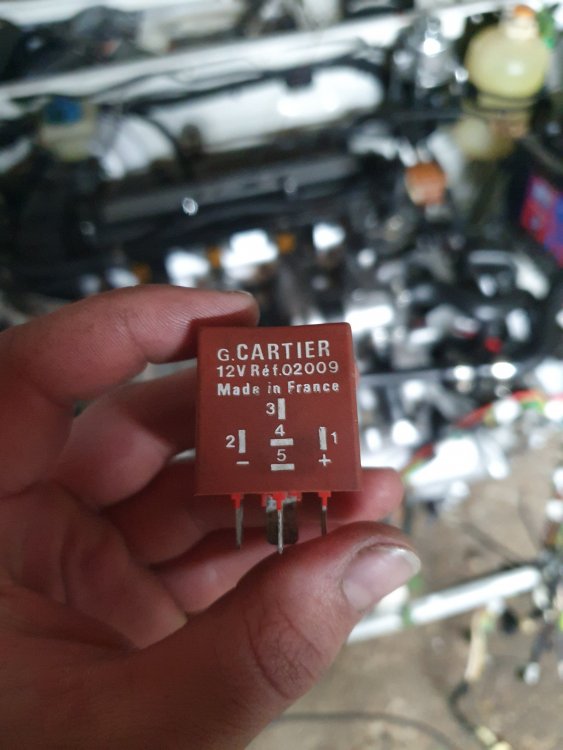 G.CARTIER
12V Réf.02009
Made in France
3
4
2 1
5
- +